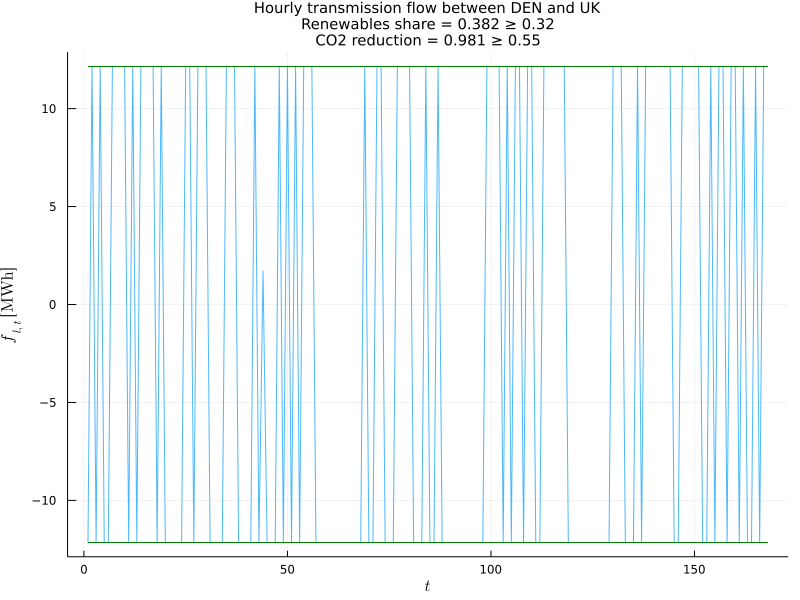 Hourly transmission flow between DEN and UK
Renewables share = 0.382 ≥ 0.32
CO2 reduction = 0.981 ≥ 0.55
10
5
0
−5
−10
f_{l,t} [MWh]
0 50 100 150
t